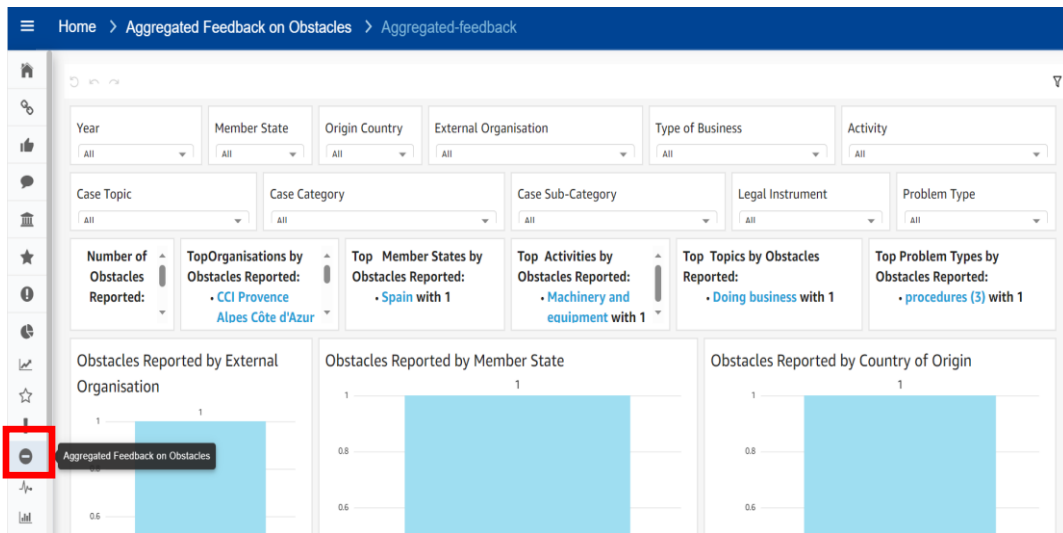 Home > Aggregated Feedback on Obstacles > Aggregated-feedback
Year
All
Member State
All
Origin Country
All
External Organisation
All
Type of Business
All
Activity
All
Case Topic
All
Case Category
All
Case Sub-Category
All
Legal Instrument
All
Problem Type
All
Number of
Obstacles
Reported:
TopOrganisations by
Obstacles Reported:
• CCI Provence
Alpes Côte d'Azur
Top Member States by
Obstacles Reported:
• Spain with 1
Top Activities by
Obstacles Reported:
• Machinery and
equipment with 1
Top Topics by Obstacles
Reported:
• Doing business with 1
Top Problem Types by
Obstacles Reported:
• procedures (3) with 1
Obstacles Reported by External
Organisation
1
1
0.6
Obstacles Reported by Member State
1
1
0.8
0.6
Obstacles Reported by Country of Origin
1
1
0.8
0.6
Aggregated Feedback on Obstacles